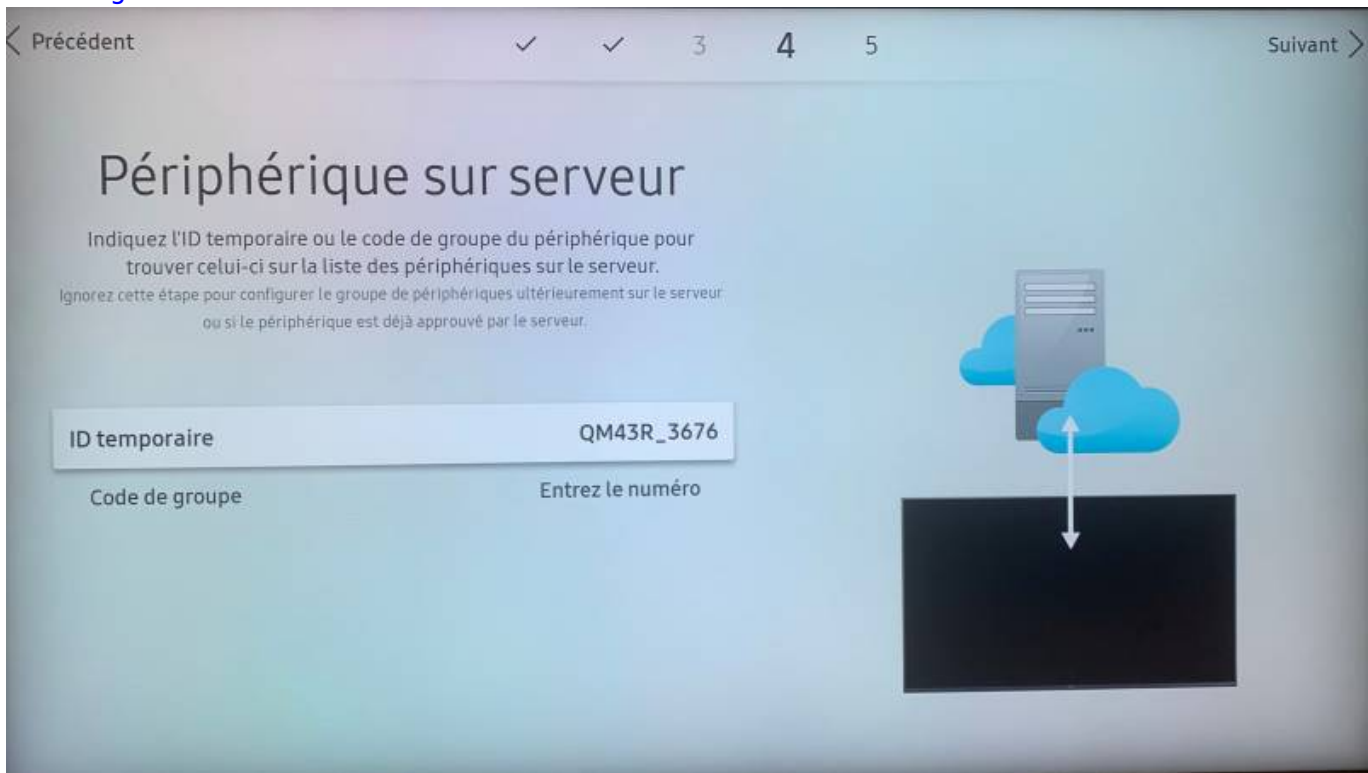 Précédent
3
4
5
Suivant
Périphérique sur serveur
Indiquez l'ID temporaire ou le code de groupe du périphérique pour
trouver celui-ci sur la liste des périphériques sur le serveur.
Ignorez cette étape pour configurer le groupe de périphériques ultérieurement sur le serveur
ou si le périphérique est déjà approuvé par le serveur.
ID temporaire QM43R_3676
Code de groupe Entrez le numéro